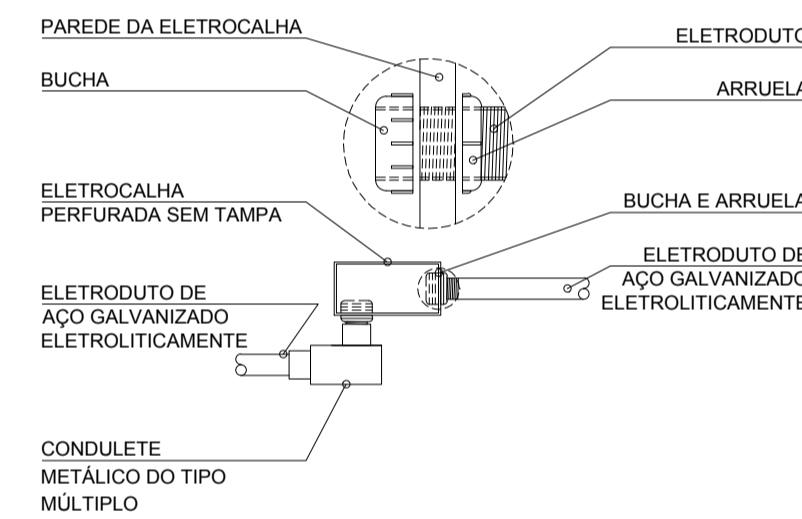 PAREDE DA ELETROCALHA
BUCHA
ELETROCALHA
PERFURADA SEM TAMPA
ELETRODUTO DE
AÇO GALVANIZADO
ELETROLITICAMENTE
CONDULETE
METÁLICO DO TIPO
MÚLTIPLO
ELETRODUTO
ARRUELA
BUCHA E ARRUELA
ELETRODUTO DE
AÇO GALVANIZADO
ELETROLITICAMENTE